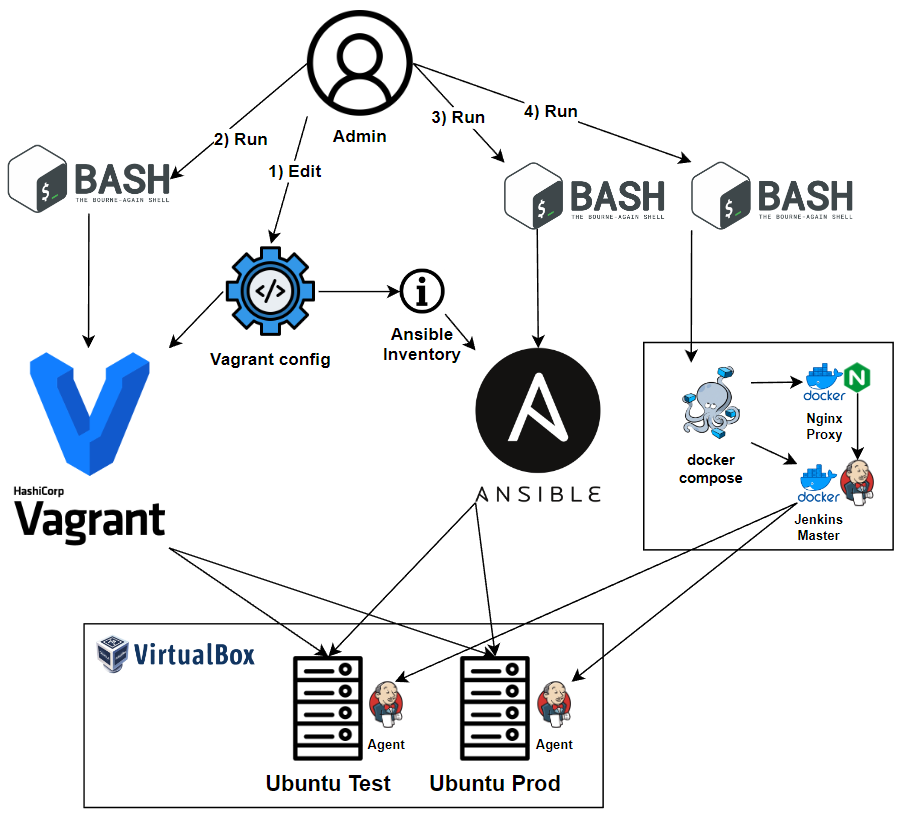 Admin
2) Run
1) Edit
3) Run
4) Run
$_
BASH
THE BOURNE-AGAIN SHELL
$_
BASH
THE BOURNE-AGAIN SHELL
$_
BASH
THE BOURNE-AGAIN SHELL
</>
Vagrant config
i
Ansible
Inventory
HashiCorp
Vagrant
A
ANSIBLE
docker
compose
docker
N
Nginx
Proxy
docker
Jenkins
Master
VirtualBox
Agent
Ubuntu Test
Agent
Ubuntu Prod